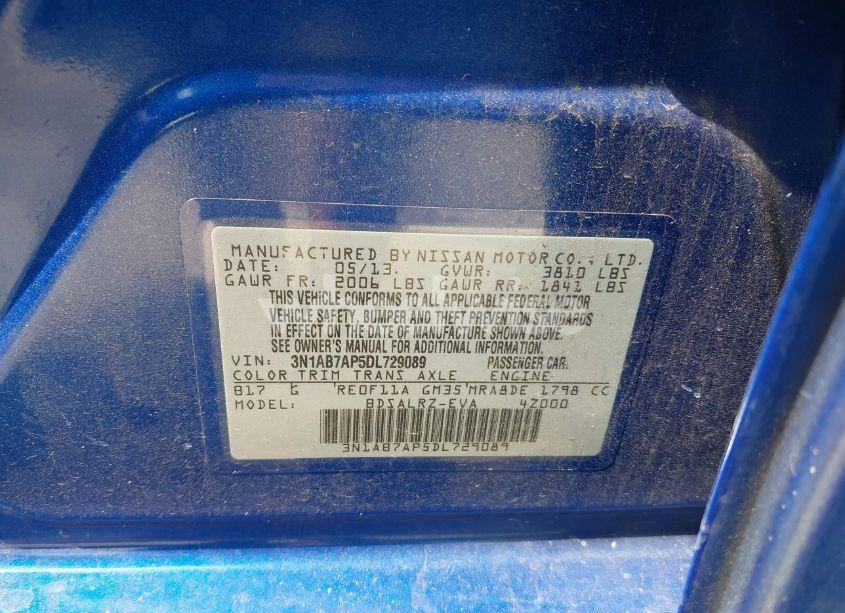 MANUFACTURED BY NISSAN MOTOR CO., LTD.
DATE: 05/13. GVWR: 3810 LBS
GAWR FR: 2006 LBS GAWR RR: 1841 LBS
THIS VEHICLE CONFORMS TO ALL APPLICABLE FEDERAL MOTOR
VEHICLE SAFETY, BUMPER AND THEFT PREVENTION STANDARDS
IN EFFECT ON THE DATE OF MANUFACTURE SHOWN ABOVE.
SEE OWNER'S MANUAL FOR ADDITIONAL INFORMATION.
VIN: 3N1AB7AP5DL729089 PASSENGER CAR.
COLOR TRIM TRANS AXLE ENGINE:
B17 G RE0F11A GM35 MRA8DE 1798 CC
MODEL: BDSALRZ-EVA 4Z000
3N1AB7AP5DL729089